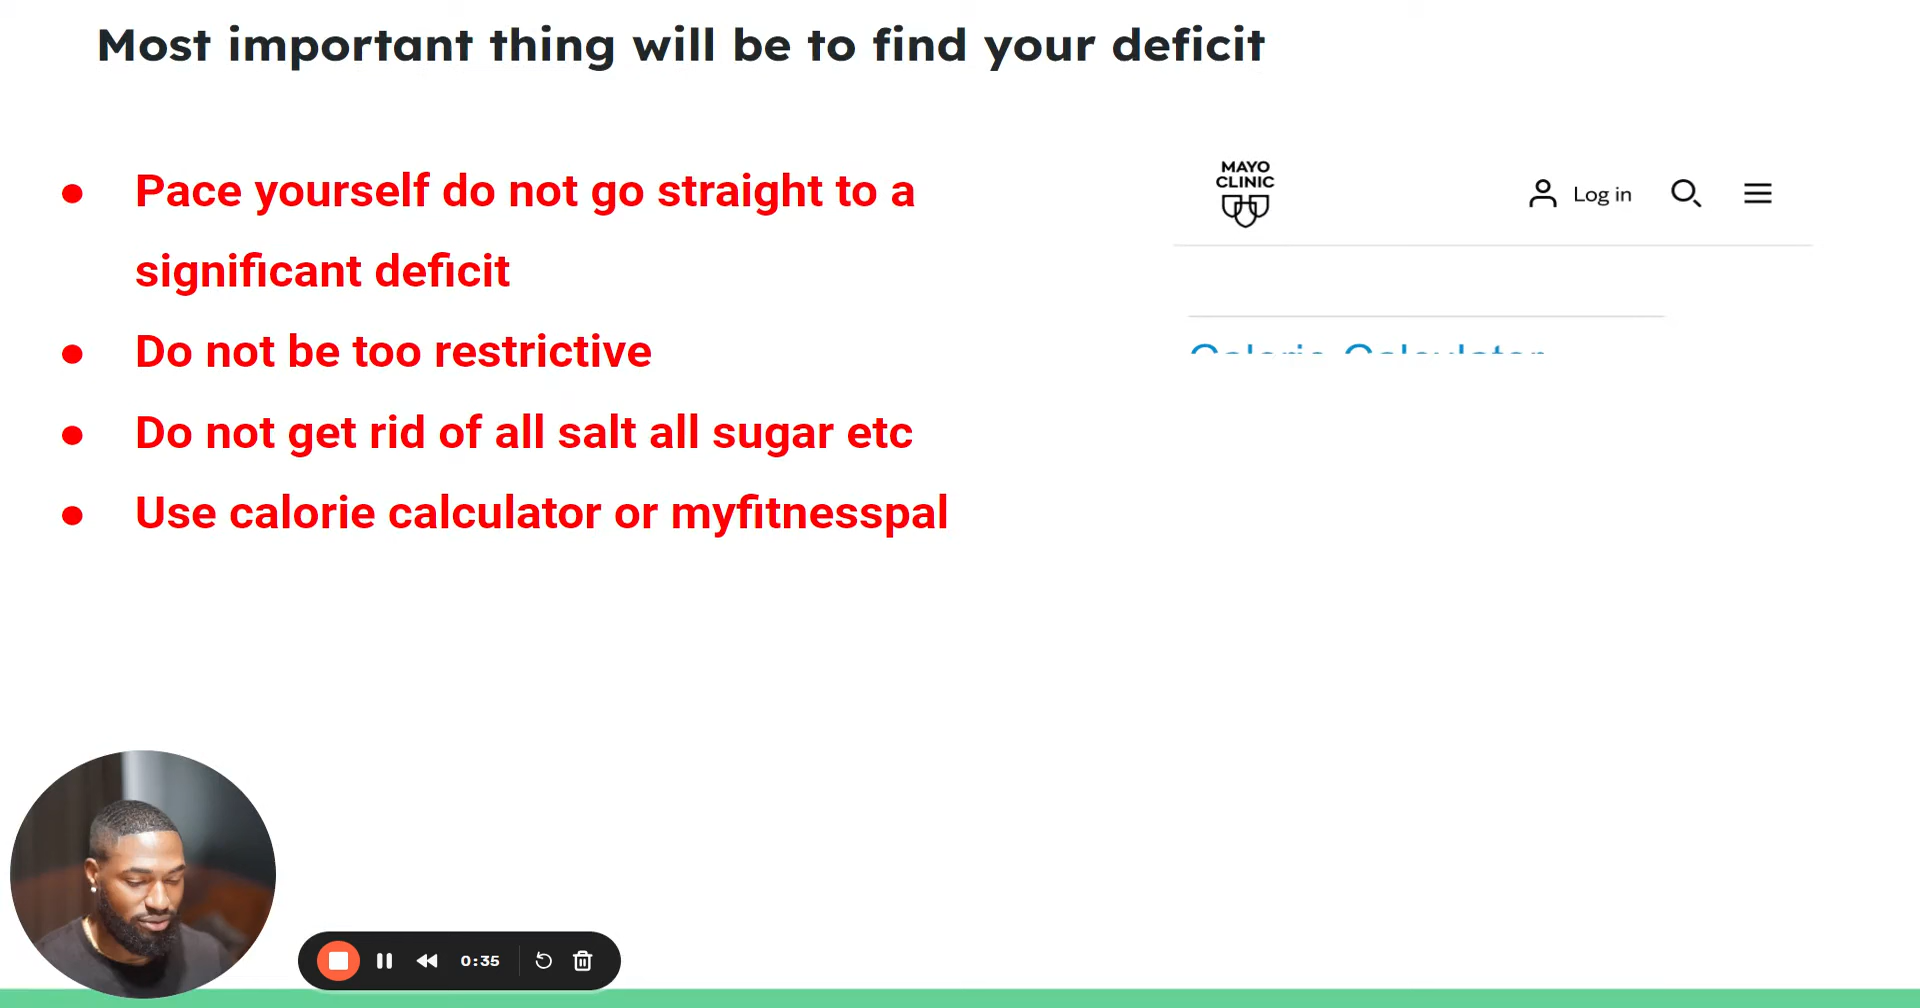 Most important thing will be to find your deficit
● Pace yourself do not go straight to a
significant deficit
● Do not be too restrictive
● Do not get rid of all salt all sugar etc
● Use calorie calculator or myfitnesspal
MAYO
CLINIC
Log in
Calorie Calculator
0:35